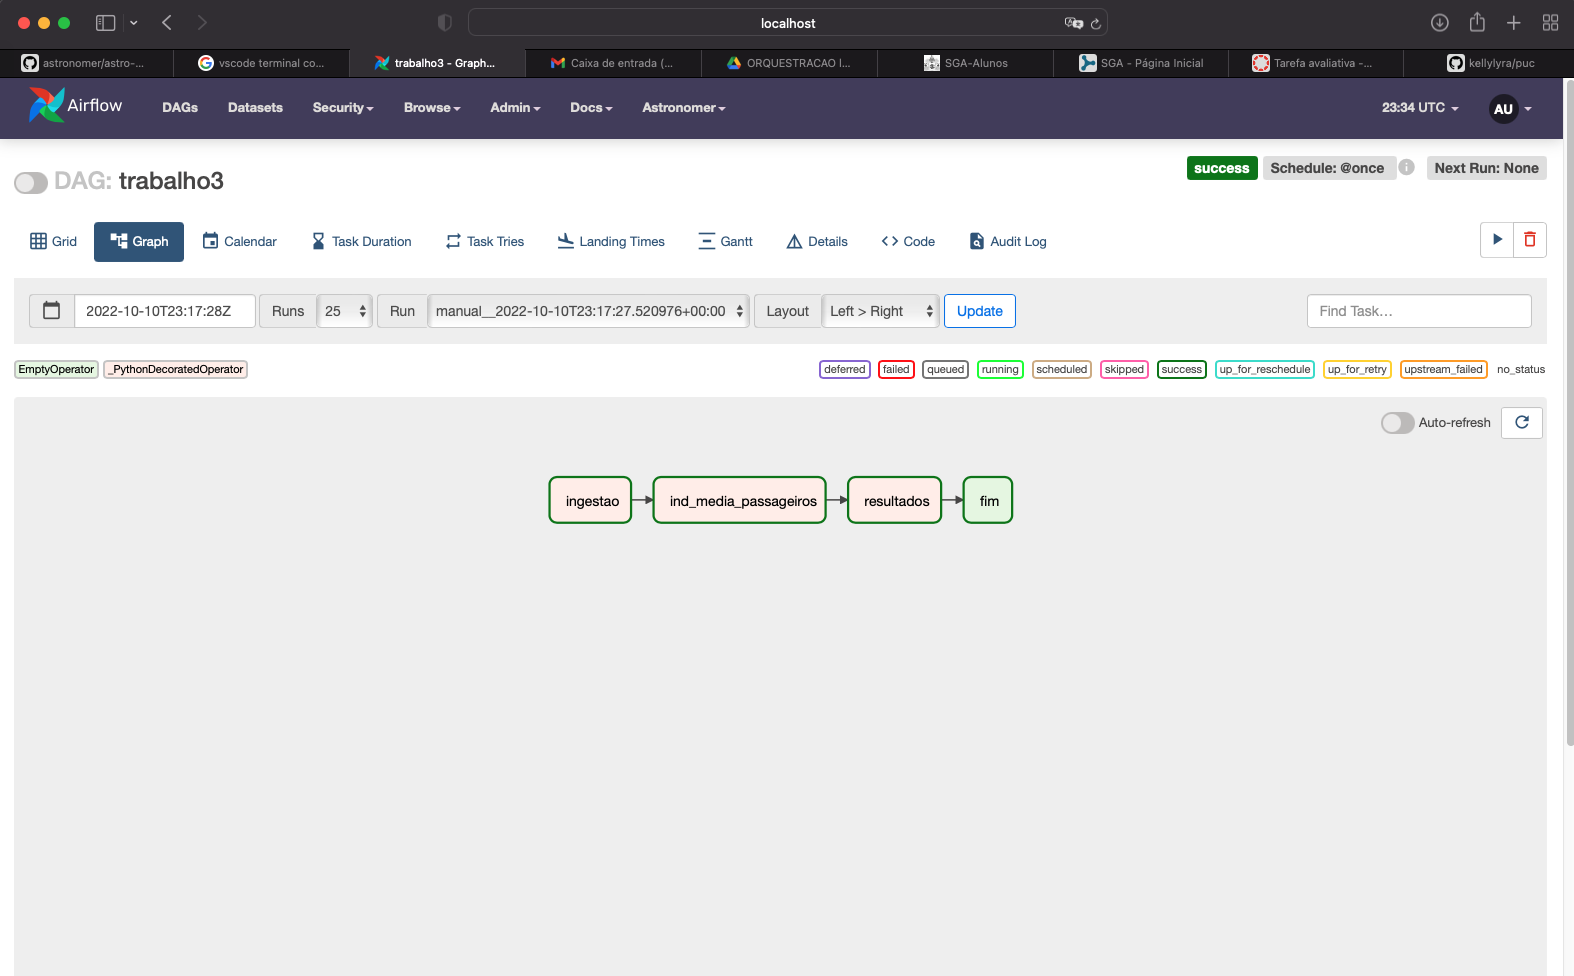 localhost
astronomer/astro-...
vscode terminal co...
trabalho3 - Graph...
Caixa de entrada (...
ORQUESTRACAO I...
SGA-Alunos
SGA - Página Inicial
Tarefa avaliativa -...
kellylyra/puc
Airflow
DAGs
Datasets
Security
Browse
Admin
Docs
Astronomer
23:34 UTC
AU
DAG: trabalho3
success
Schedule: @once
i
Next Run: None
Grid
Graph
Calendar
Task Duration
Task Tries
Landing Times
Gantt
Details
Code
Audit Log
2022-10-10T23:17:28Z
Runs
25
Run
manual__2022-10-10T23:17:27.520976+00:00
Layout
Left > Right
Update
Find Task...
EmptyOperator
_PythonDecoratedOperator
deferred
failed
queued
running
scheduled
skipped
success
up_for_reschedule
up_for_retry
upstream_failed
no_status
Auto-refresh
ingestao
ind_media_passageiros
resultados
fim